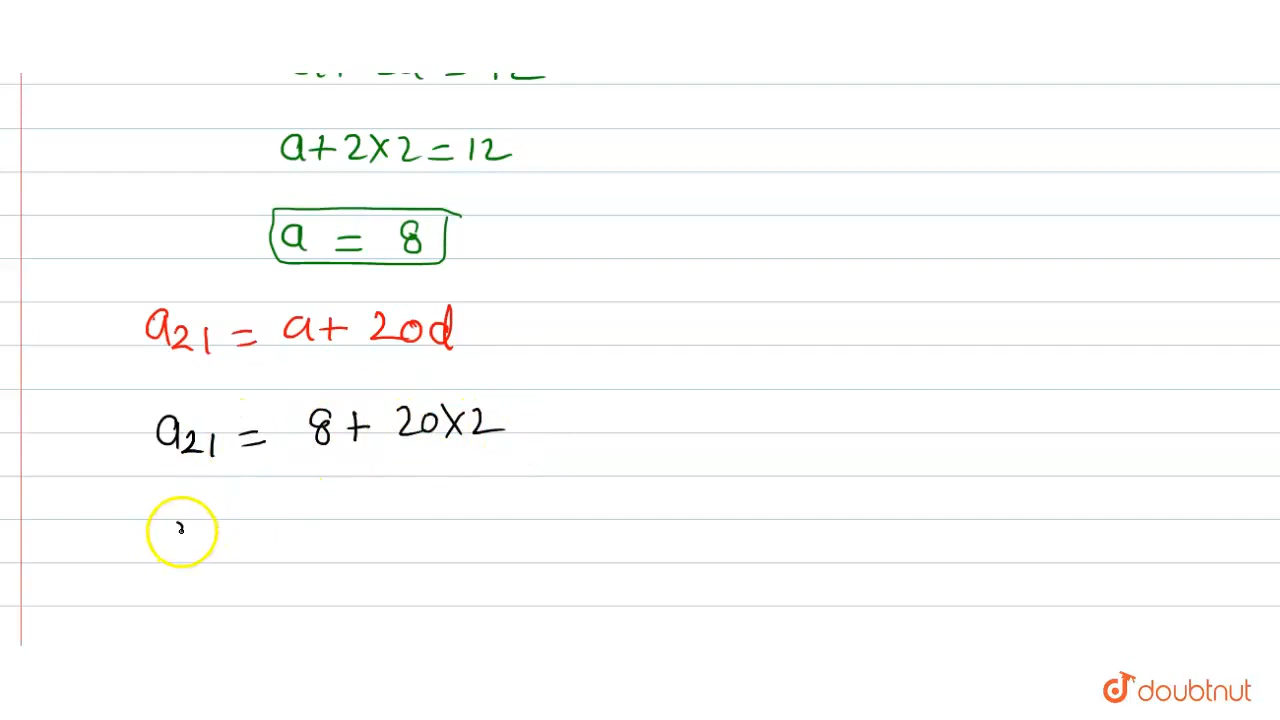 a+2×2=12
a = 8
a21 = a+ 20d
a21 = 8+ 20×2
doubtnut